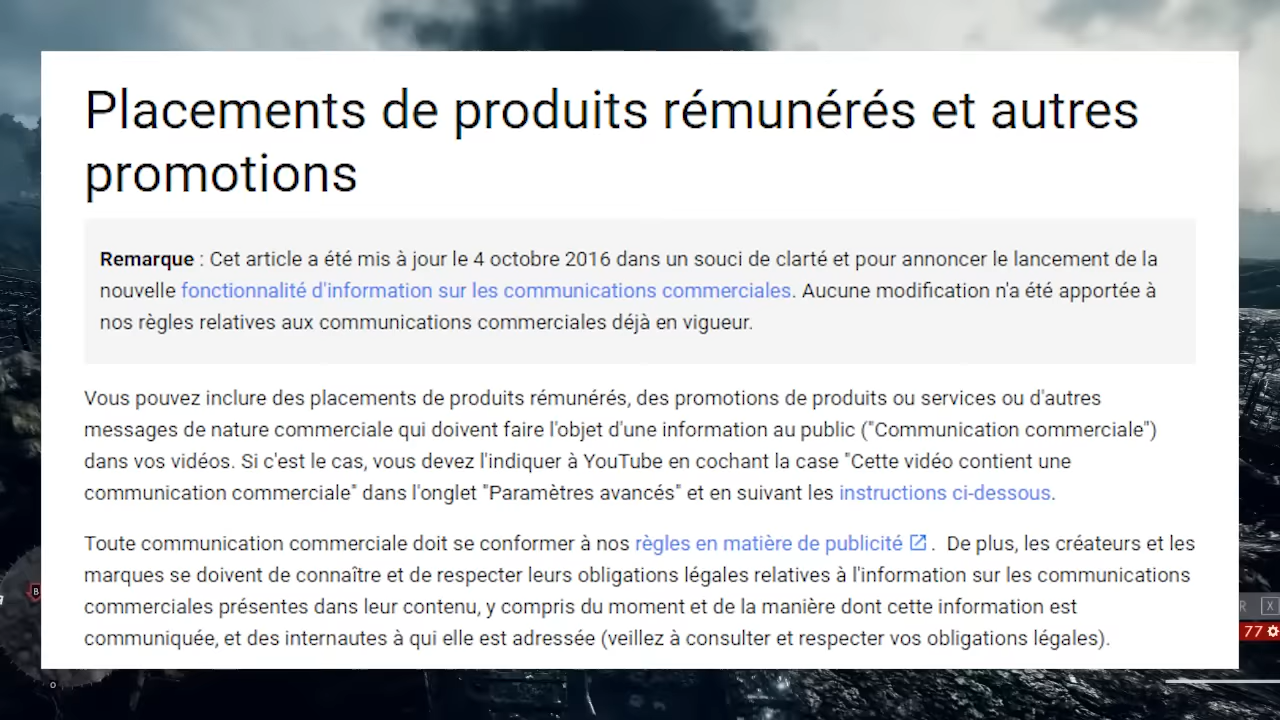 Placements de produits rémunérés et autres
promotions
Remarque : Cet article a été mis à jour le 4 octobre 2016 dans un souci de clarté et pour annoncer le lancement de la
nouvelle fonctionnalité d'information sur les communications commerciales. Aucune modification n'a été apportée à
nos règles relatives aux communications commerciales déjà en vigueur.
Vous pouvez inclure des placements de produits rémunérés, des promotions de produits ou services ou d'autres
messages de nature commerciale qui doivent faire l'objet d'une information au public ("Communication commerciale")
dans vos vidéos. Si c'est le cas, vous devez l'indiquer à YouTube en cochant la case "Cette vidéo contient une
communication commerciale" dans l'onglet "Paramètres avancés" et en suivant les instructions ci-dessous.
Toute communication commerciale doit se conformer à nos règles en matière de publicité. De plus, les créateurs et les
marques se doivent de connaître et de respecter leurs obligations légales relatives à l'information sur les communications
commerciales présentes dans leur contenu, y compris du moment et de la manière dont cette information est
communiquée, et des internautes à qui elle est adressée (veillez à consulter et respecter vos obligations légales).
B
R X
77